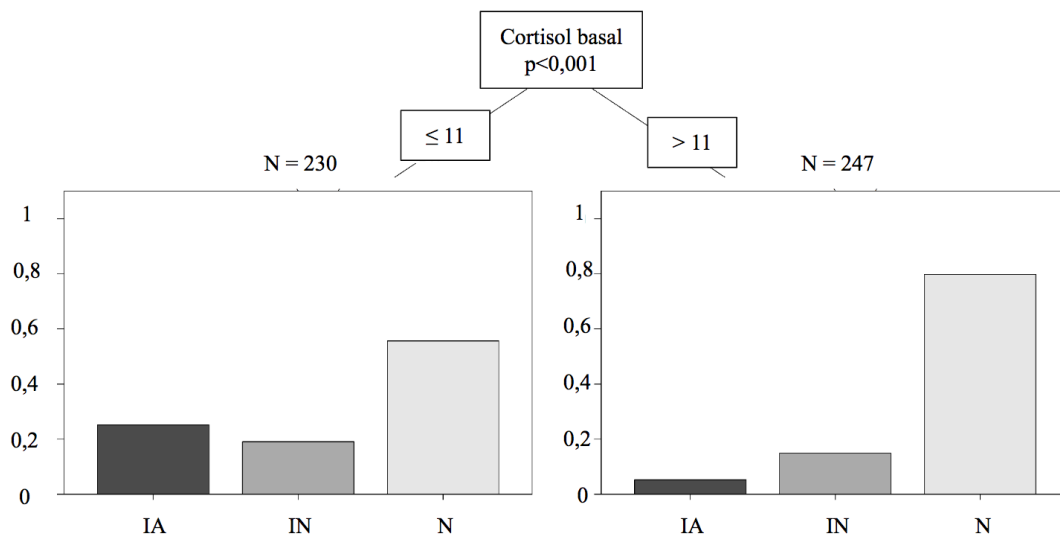 Cortisol basal
p<0,001
≤ 11
> 11
N = 230
N = 247
1
0,8
0,6
0,4
0,2
0
IA
IN
N
1
0,8
0,6
0,4
0,2
0
IA
IN
N